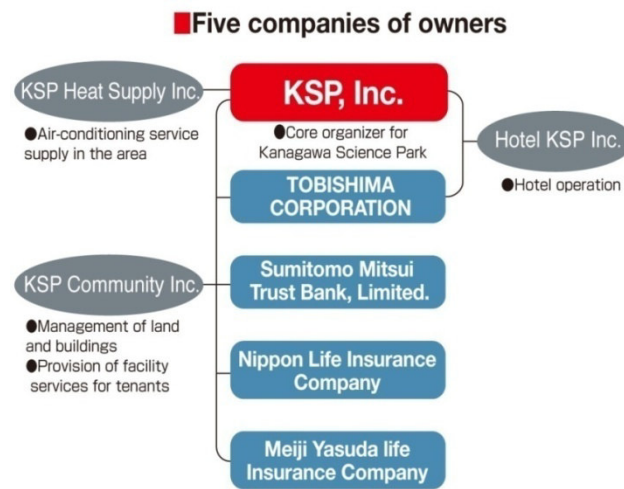 Five companies of owners
KSP Heat Supply Inc.
●Air-conditioning service
supply in the area
KSP, Inc.
●Core organizer for
Kanagawa Science Park
Hotel KSP Inc.
●Hotel operation
TOBISHIMA
CORPORATION
KSP Community Inc.
●Management of land
and buildings
●Provision of facility
services for tenants
Sumitomo Mitsui
Trust Bank, Limited.
Nippon Life Insurance
Company
Meiji Yasuda life
Insurance Company